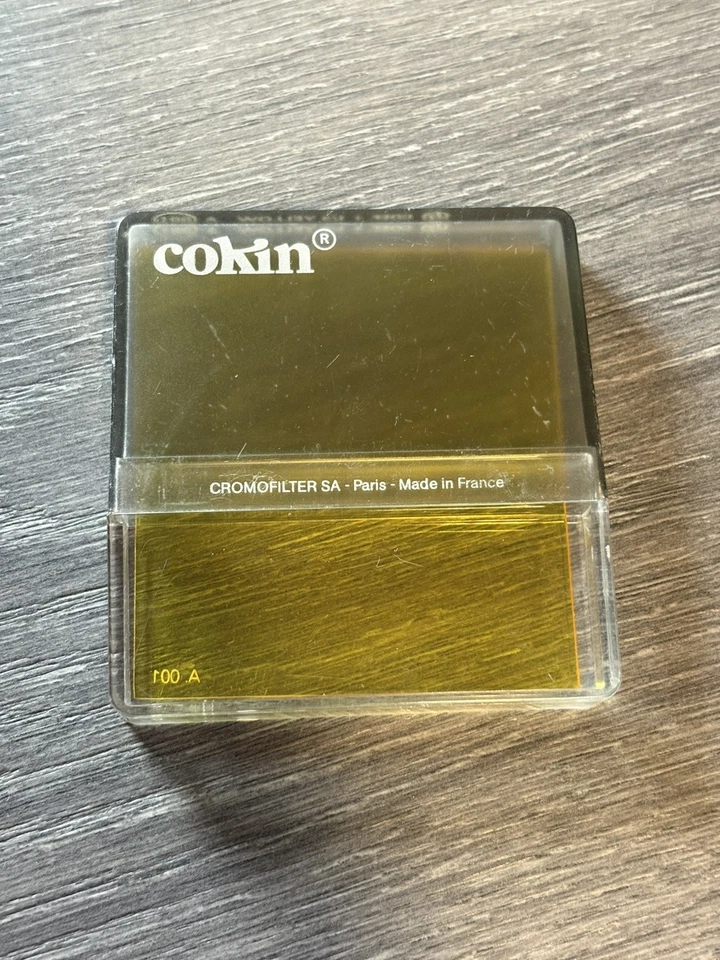 cokin®
CROMOFILTER SA - Paris - Made in France
A. 001